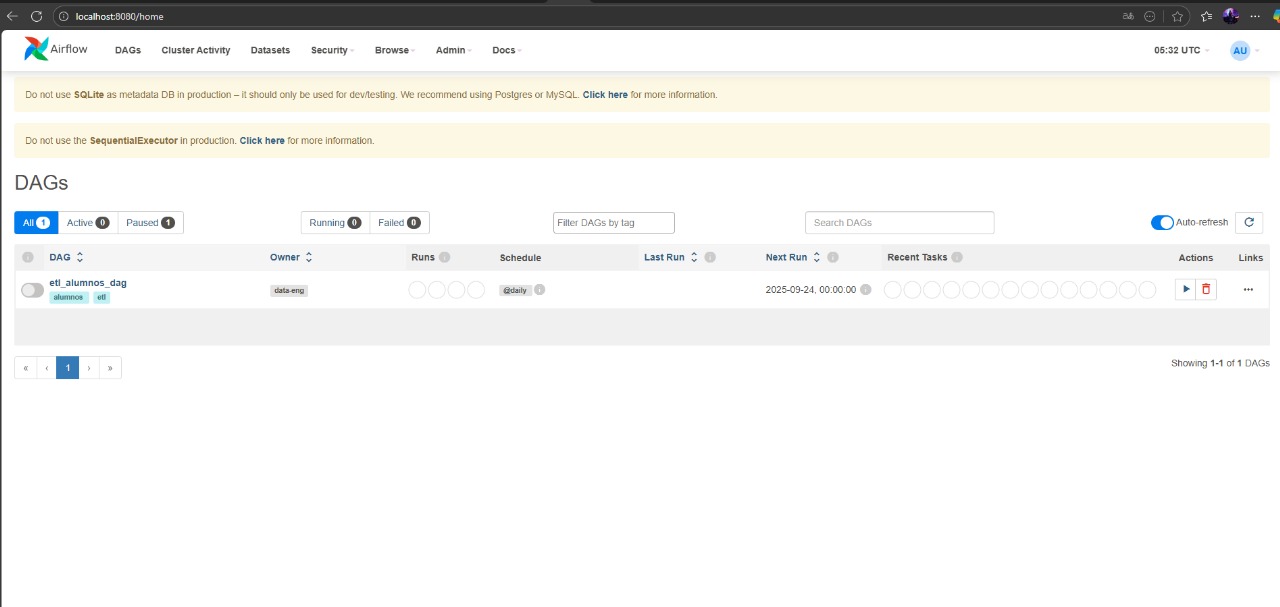 localhost:8080/home
Airflow DAGs Cluster Activity Datasets Security Browse Admin Docs 05:32 UTC AU
Do not use SQLite as metadata DB in production – it should only be used for dev/testing. We recommend using Postgres or MySQL. Click here for more information.
Do not use the SequentialExecutor in production. Click here for more information.
DAGs
All 1 Active 0 Paused 1 Running 0 Failed 0 Filter DAGs by tag Search DAGs Auto-refresh
DAG Owner Runs Schedule Last Run Next Run Recent Tasks Actions Links
etl_alumnos_dag data-eng @daily 2025-09-24, 00:00:00
alumnos etl
« ‹ 1 › »
Showing 1-1 of 1 DAGs